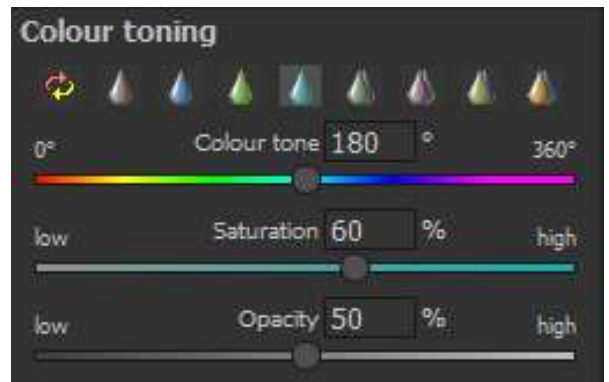 Colour toning
0° Colour tone 180 ° 360°
low Saturation 60 % high
low Opacity 50 % high